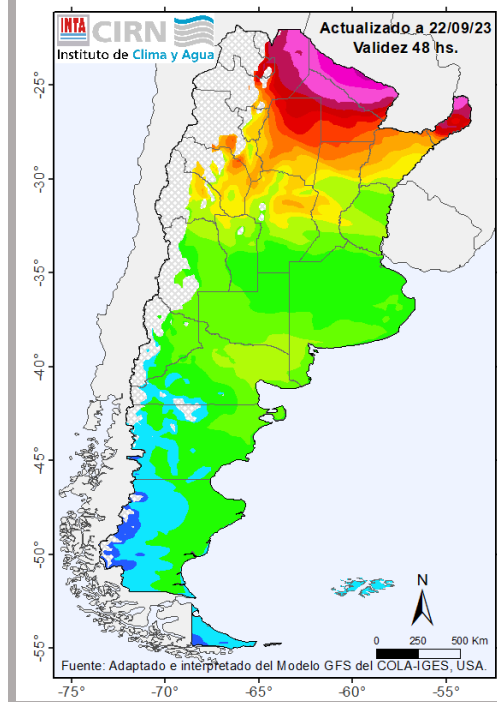 INTA CIRN
Instituto de Clima y Agua
Actualizado a 22/09/23
Validez 48 hs.
-25°
-30°
-35°
-40°
-45°
-50°
-55°
N
0 250 500 Km
Fuente: Adaptado e interpretado del Modelo GFS del COLA-IGES, USA.
-75° -70° -65° -60° -55°